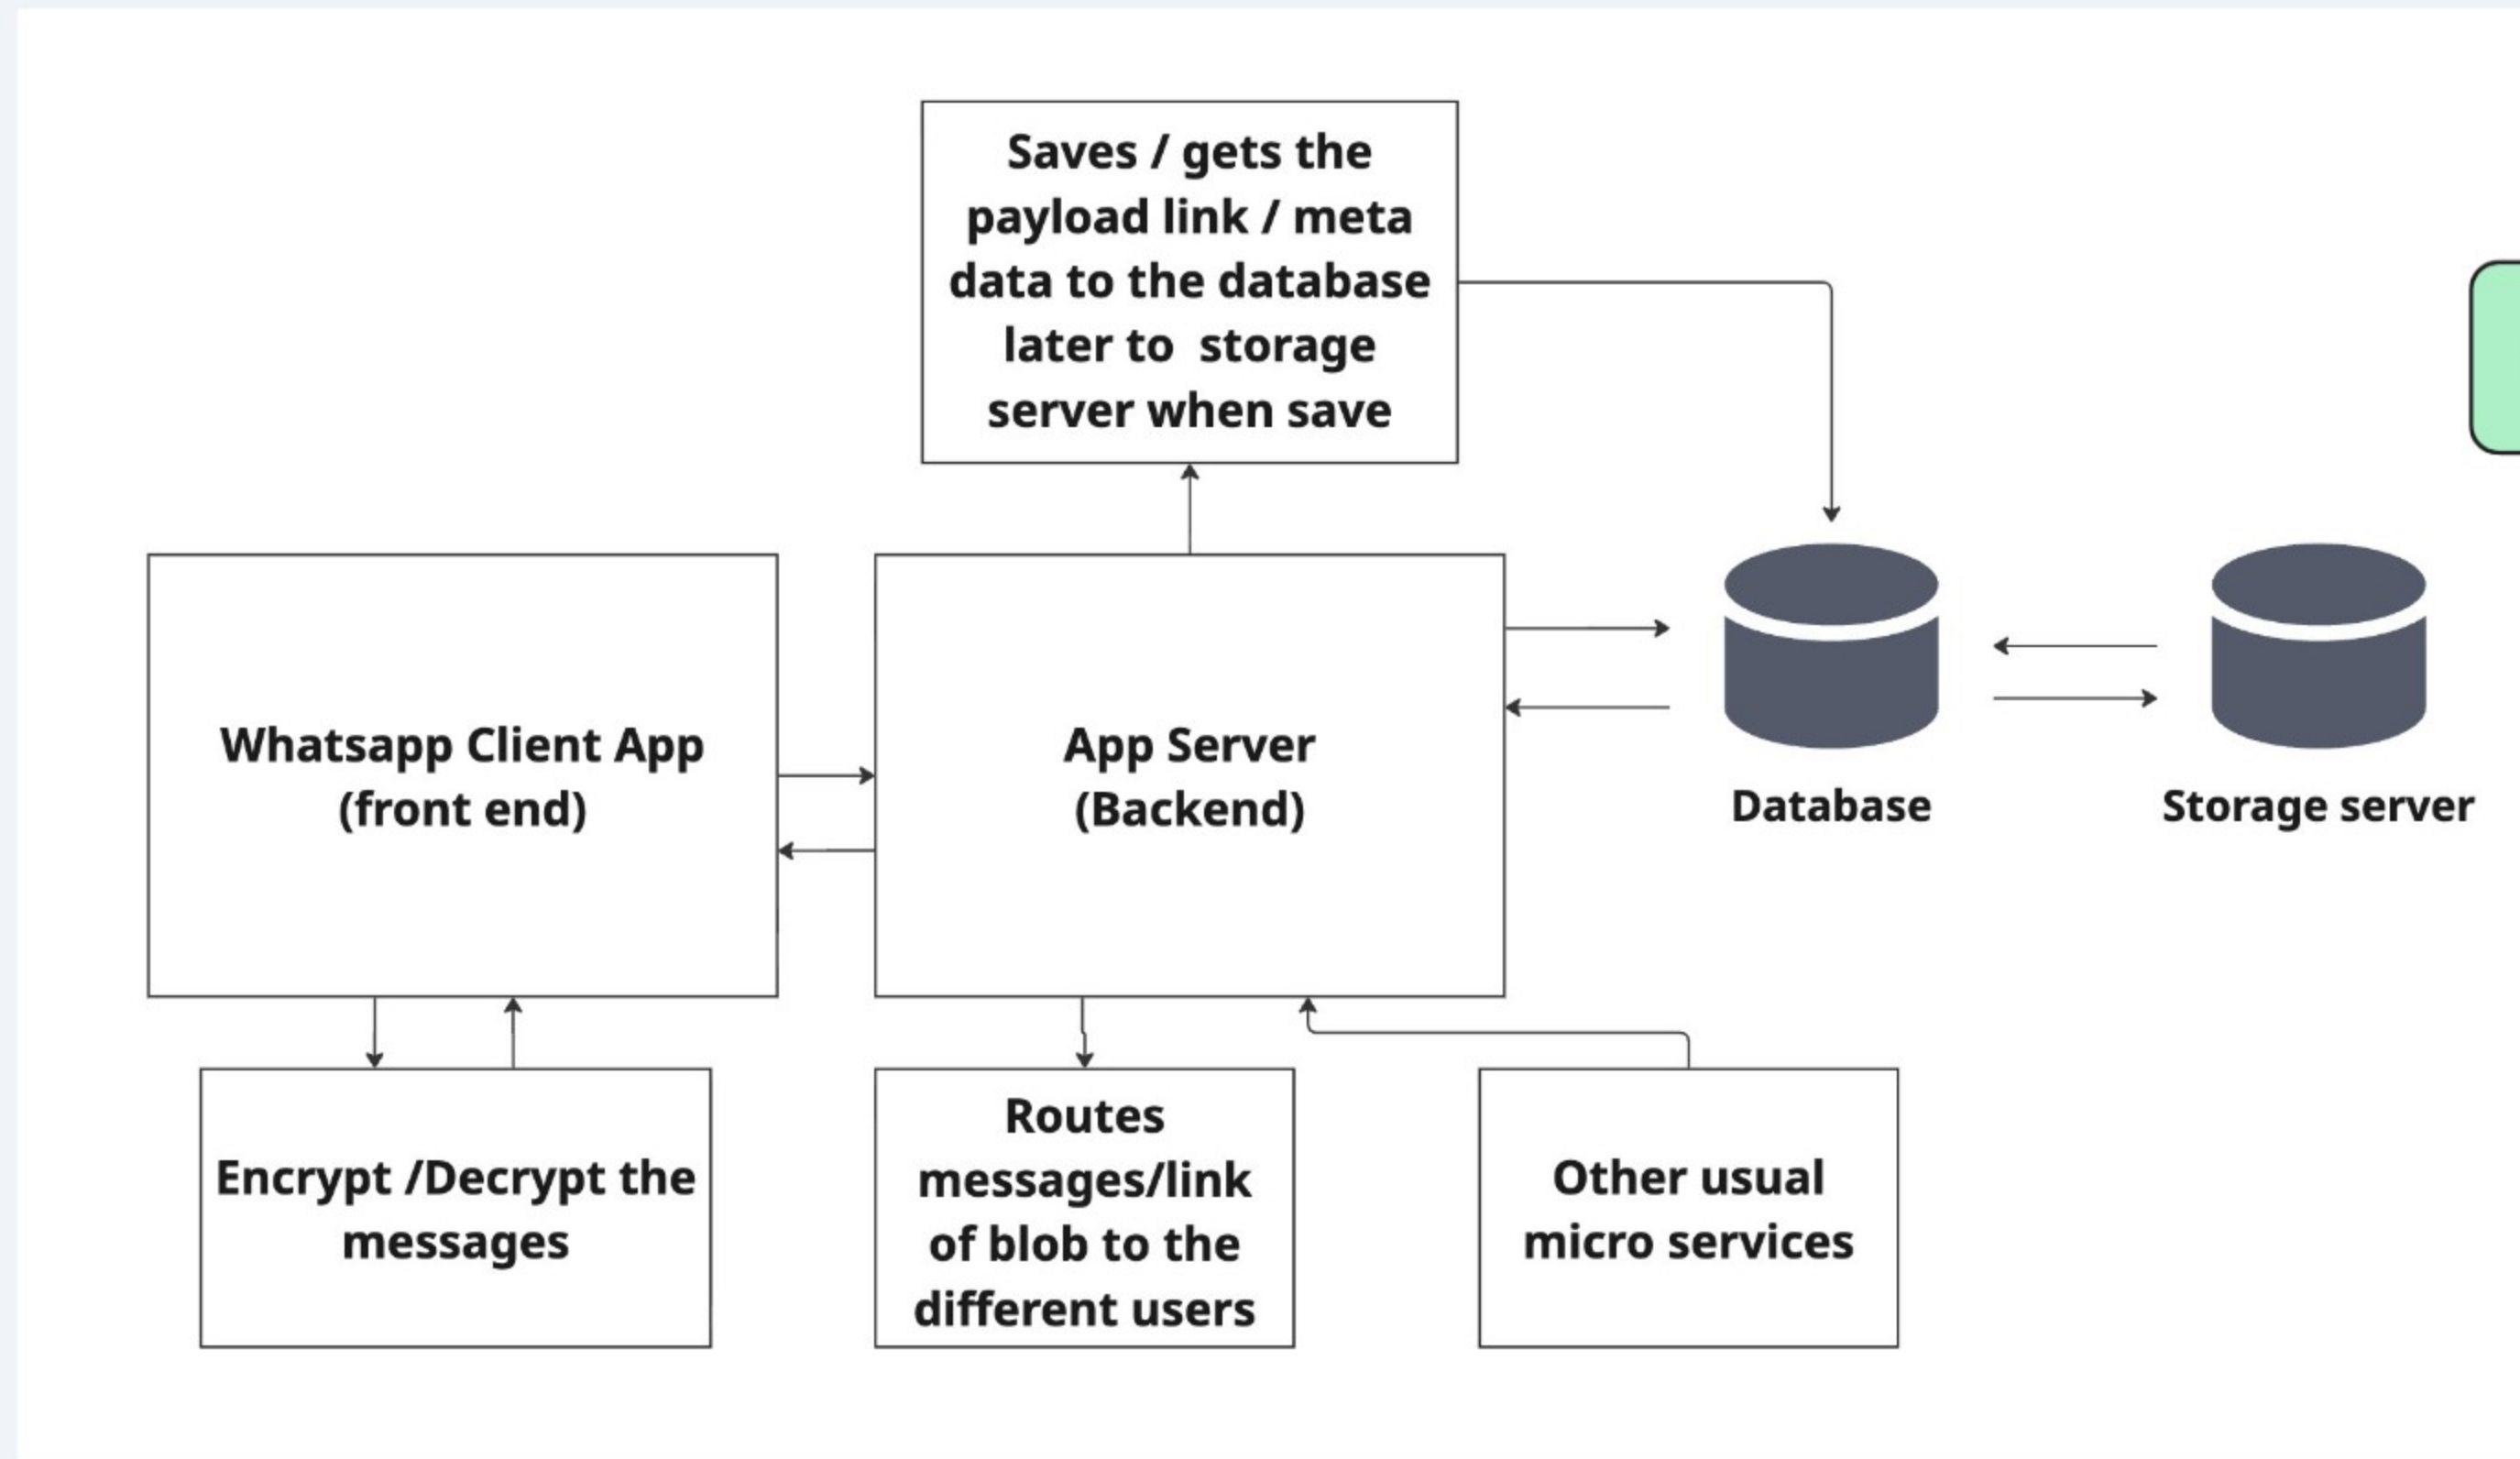 Saves / gets the
payload link / meta
data to the database
later to  storage
server when save
Whatsapp Client App
(front end)
App Server
(Backend)
Database
Storage server
Encrypt /Decrypt the
messages
Routes
messages/link
of blob to the
different users
Other usual
micro services